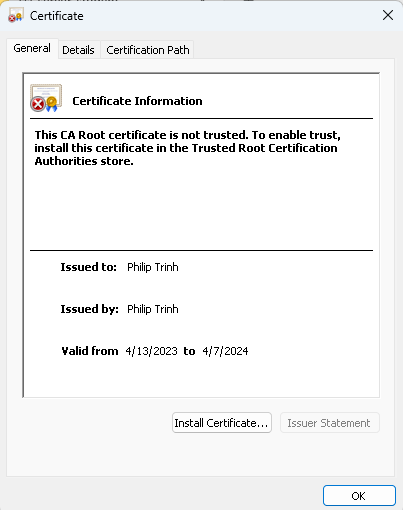 Certificate
General Details Certification Path
Certificate Information
This CA Root certificate is not trusted. To enable trust,
install this certificate in the Trusted Root Certification
Authorities store.
Issued to: Philip Trinh
Issued by: Philip Trinh
Valid from 4/13/2023 to 4/7/2024
Install Certificate... Issuer Statement
OK